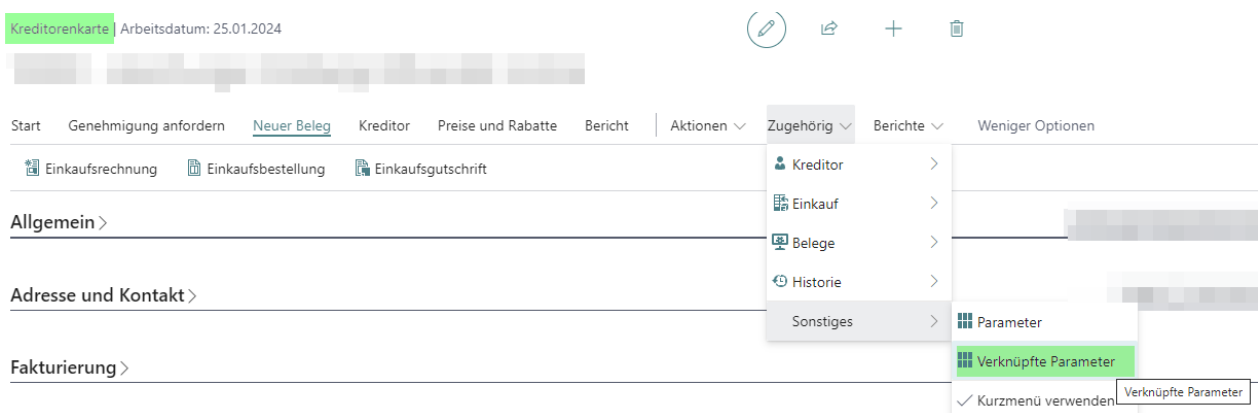 Kreditorenkarte | Arbeitsdatum: 25.01.2024
Start Genehmigung anfordern Neuer Beleg Kreditor Preise und Rabatte Bericht Aktionen Zugehörig Berichte Weniger Optionen
Einkaufsrechnung Einkaufsbestellung Einkaufsgutschrift
Kreditor
Einkauf
Belege
Historie
Sonstiges
Parameter
Verknüpfte Parameter
Kurzmenü verwenden
Verknüpfte Parameter
Allgemein
Adresse und Kontakt
Fakturierung